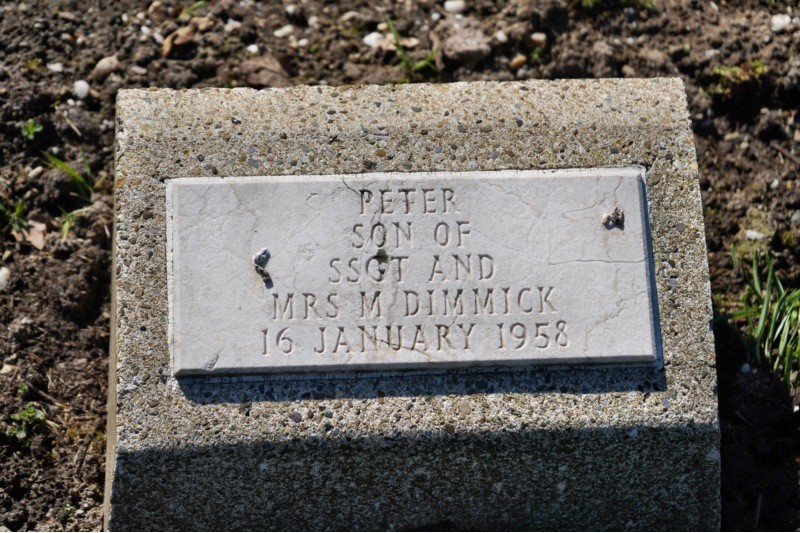 PETER
SON OF
SSGT AND
MRS M DIMMICK
16 JANUARY 1958